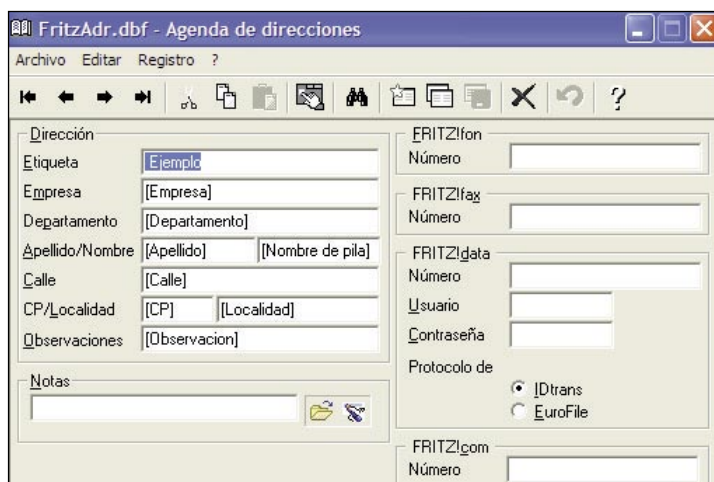 FritzAdr.dbf - Agenda de direcciones
Archivo Editar Registro ?
?
Dirección
Etiqueta Ejemplo
Empresa [Empresa]
Departamento [Departamento]
Apellido/Nombre [Apellido] [Nombre de pila]
Calle [Calle]
CP/Localidad [CP] [Localidad]
Observaciones [Observacion]
Notas
FRITZ!fon
Número
FRITZ!fax
Número
FRITZ!data
Número
Usuario
Contraseña
Protocolo de
IDtrans
EuroFile
FRITZ!com
Número